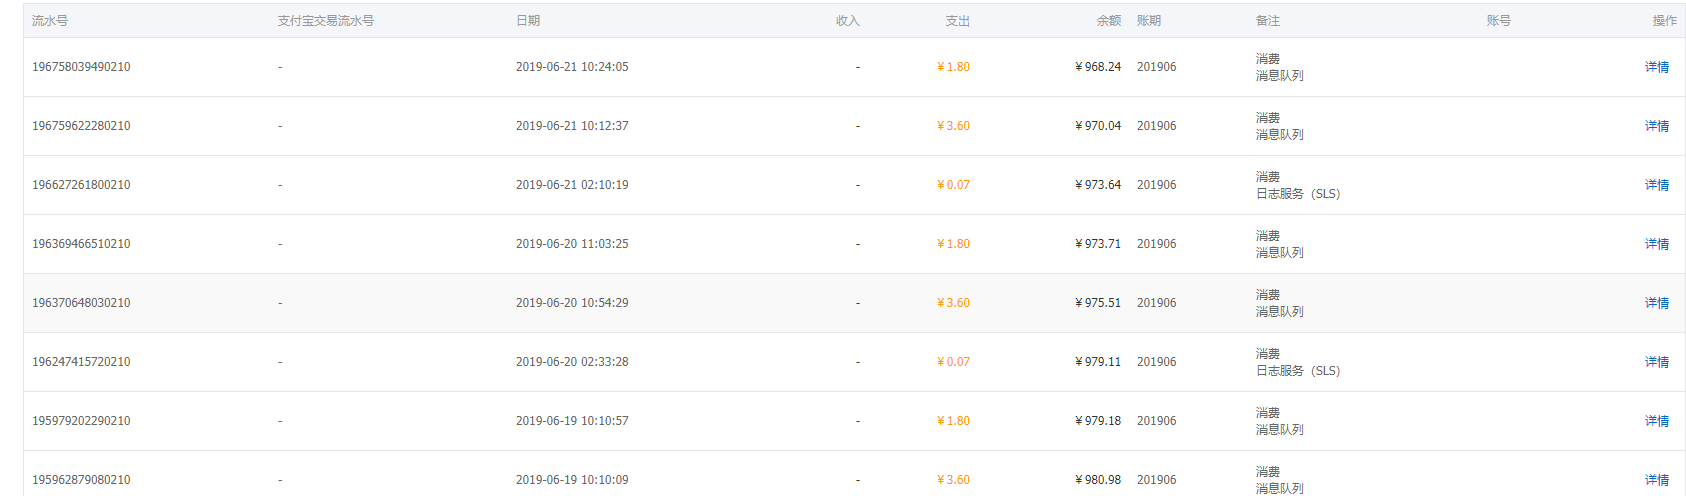 流水号 支付宝交易流水号 日期 收入 支出 余额 账期 备注 账号 操作
196758039490210 - 2019-06-21 10:24:05 - ¥1.80 ¥968.24 201906 消费 详情
消息队列
196759622280210 - 2019-06-21 10:12:37 - ¥3.60 ¥970.04 201906 消费 详情
消息队列
196627261800210 - 2019-06-21 02:10:19 - ¥0.07 ¥973.64 201906 消费 详情
日志服务（SLS）
196369466510210 - 2019-06-20 11:03:25 - ¥1.80 ¥973.71 201906 消费 详情
消息队列
196370648030210 - 2019-06-20 10:54:29 - ¥3.60 ¥975.51 201906 消费 详情
消息队列
196247415720210 - 2019-06-20 02:33:28 - ¥0.07 ¥979.11 201906 消费 详情
日志服务（SLS）
195979202290210 - 2019-06-19 10:10:57 - ¥1.80 ¥979.18 201906 消费 详情
消息队列
195962879080210 - 2019-06-19 10:10:09 - ¥3.60 ¥980.98 201906 消费 详情
消息队列